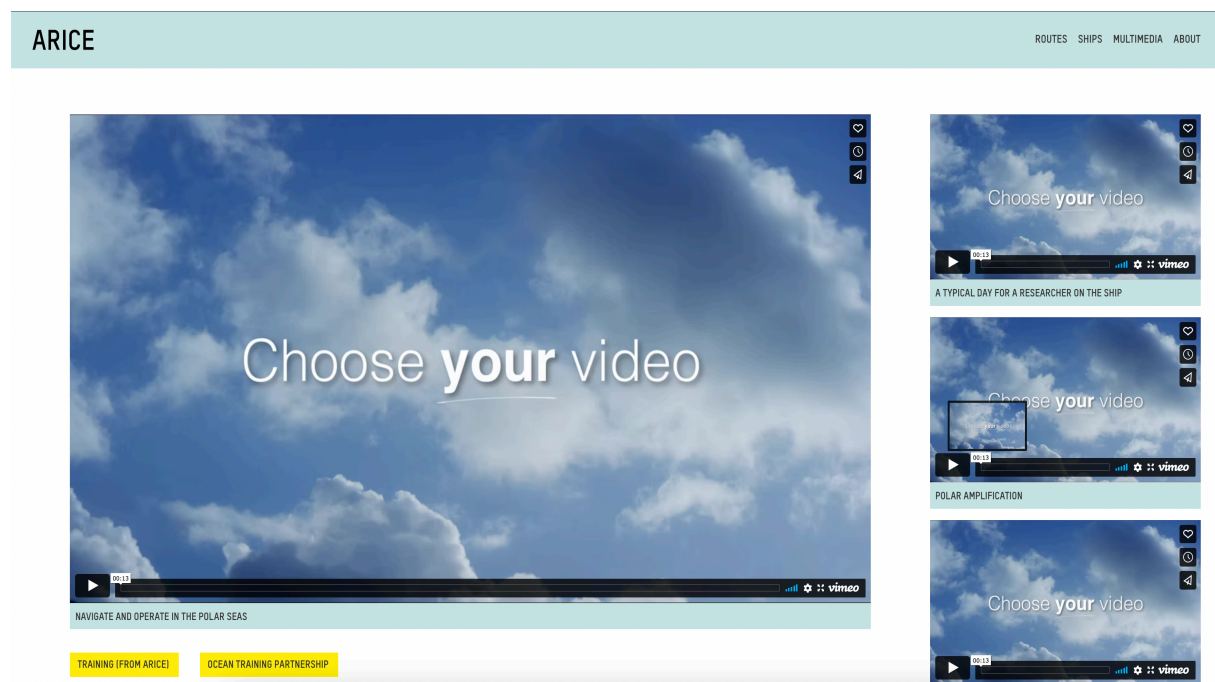 ARICE
ROUTES SHIPS MULTIMEDIA ABOUT
Choose your video
00:13
vimeo
NAVIGATE AND OPERATE IN THE POLAR SEAS
TRAINING (FROM ARICE)
OCEAN TRAINING PARTNERSHIP
Choose your video
00:13
vimeo
A TYPICAL DAY FOR A RESEARCHER ON THE SHIP
Choose your video
00:13
vimeo
POLAR AMPLIFICATION
Choose your video
00:13
vimeo